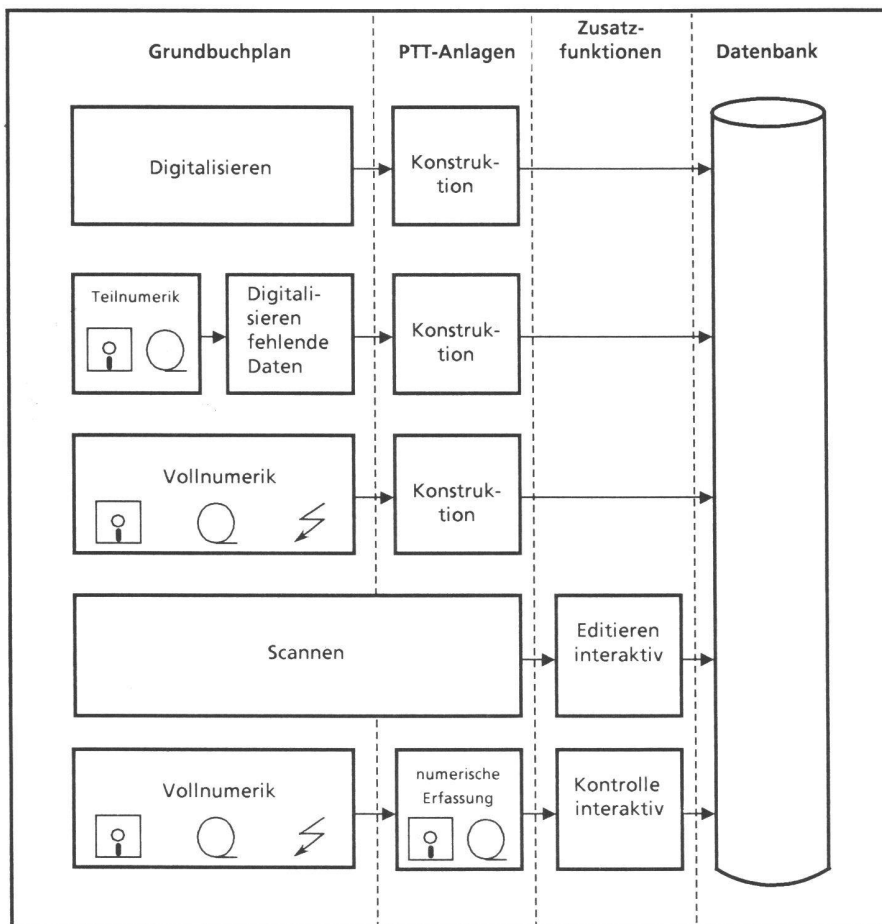 Grundbuchplan
PTT-Anlagen
Zusatz-
funktionen
Datenbank
Digitalisieren
Konstruk-
tion
Teilnumerik
Digitali-
sieren
fehlende
Daten
Konstruk-
tion
Vollnumerik
Konstruk-
tion
Scannen
Editieren
interaktiv
Vollnumerik
numerische
Erfassung
Kontrolle
interaktiv